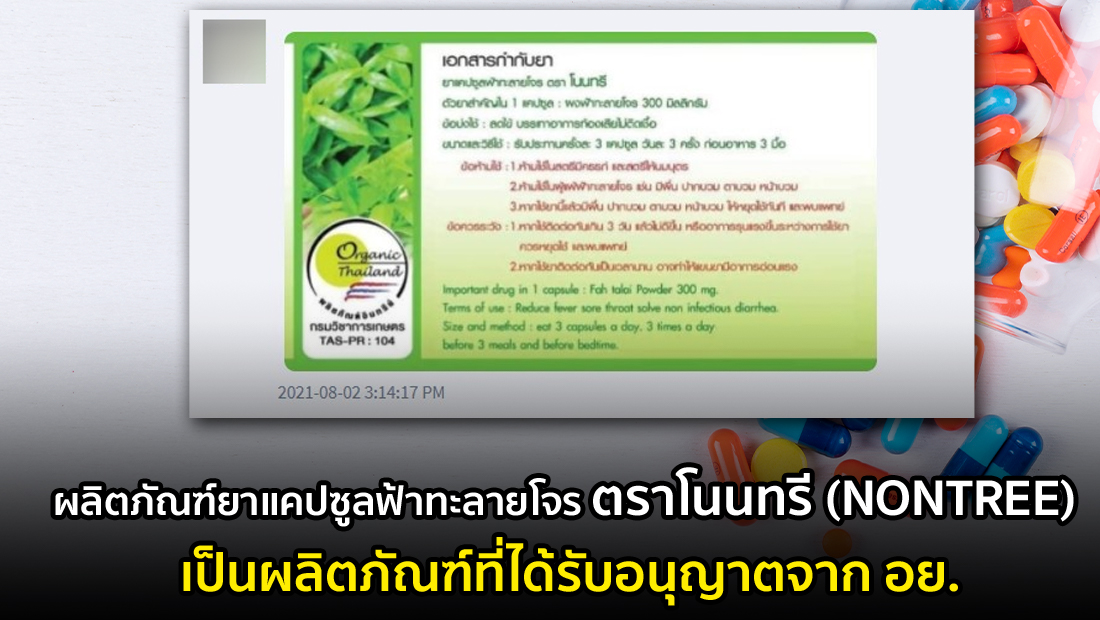 เอกสารกำกับยา
ยาแคปซูลฟ้าทะลายโจร ตรา โนนทรี
ตัวยาสำคัญใน 1 แคปซูล : ผงฟ้าทะลายโจร 300 มิลลิกรัม
ข้อบ่งใช้ : ลดไข้ บรรเทาอาการท้องเสียไม่ติดเชื้อ
ขนาดและวิธีใช้ : รับประทานครั้งละ 3 แคปซูล วันละ 3 ครั้ง ก่อนอาหาร 3 มื้อ
ข้อห้ามใช้ : 1.ห้ามใช้ในสตรีมีครรภ์ และสตรีให้นมบุตร
2.ห้ามใช้ในผู้แพ้ฟ้าทะลายโจร เช่น มีผื่น ปากบวม ตาบวม หน้าบวม
3.หากใช้ยานี้แล้วมีผื่น ปากบวม ตาบวม หน้าบวม ให้หยุดใช้ทันที และพบแพทย์
ข้อควรระวัง : 1.หากใช้ติดต่อกันเกิน 3 วัน แล้วไม่ดีขึ้น หรืออาการรุนแรงขึ้นระหว่างการใช้ยา
ควรหยุดใช้ และพบแพทย์
2.หากใช้ยาติดต่อกันเป็นเวลานาน อาจทำให้แขนขามีอาการอ่อนแรง
Important drug in 1 capsule : Fah talai Powder 300 mg.
Terms of use : Reduce fever sore throat solve non infectious diarrhea.
Size and method : eat 3 capsules a day, 3 times a day
before 3 meals and before bedtime.
Organic
Thailand
ผลิตภัณฑ์อินทรีย์
กรมวิชาการเกษตร
TAS-PR : 104
2021-08-02 3:14:17 PM
ผลิตภัณฑ์ยาแคปซูลฟ้าทะลายโจร ตราโนนทรี (NONTREE)
เป็นผลิตภัณฑ์ที่ได้รับอนุญาตจาก อย.